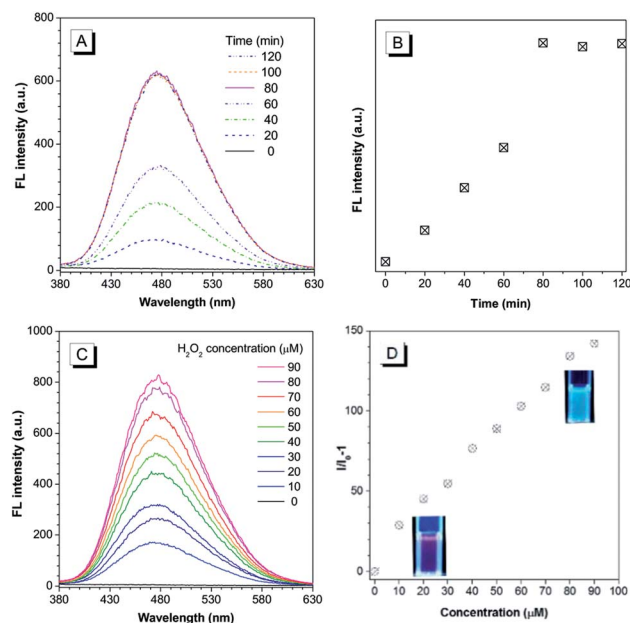 A
Time (min)
120
100
80
60
40
20
0
FL intensity (a.u.)
800
600
400
200
0
380 430 480 530 580 630
Wavelength (nm)
B
FL intensity (a.u.)
0 20 40 60 80 100 120
Time (min)
C
H₂O₂ concentration (μM)
90
80
70
60
50
40
30
20
10
0
FL intensity (a.u.)
1000
800
600
400
200
0
380 430 480 530 580 630
Wavelength (nm)
D
I/I₀-1
150
100
50
0
0 10 20 30 40 50 60 70 80 90 100
Concentration (μM)